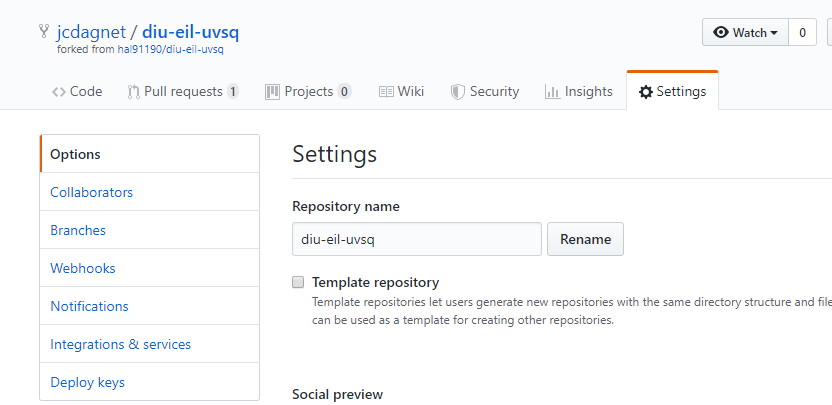 jcdagnet / diu-eil-uvsq
Watch 0
forked from hal91190/diu-eil-uvsq
Code Pull requests 1 Projects 0 Wiki Security Insights Settings
Options
Collaborators
Branches
Webhooks
Notifications
Integrations & services
Deploy keys
Settings
Repository name
diu-eil-uvsq Rename
Template repository
Template repositories let users generate new repositories with the same directory structure and file
can be used as a template for creating other repositories.
Social preview